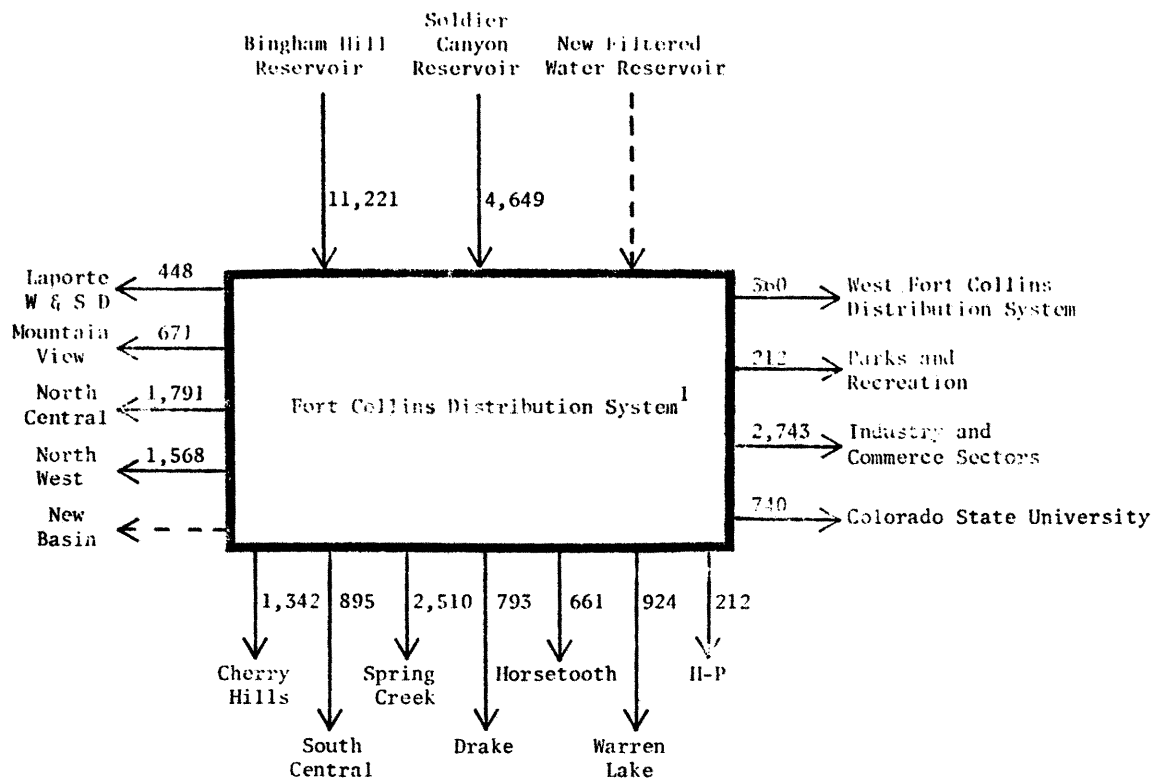 Bingham Hill
Reservoir
Soldier
Canyon
Reservoir
New Filtered
Water Reservoir
11,221
4,649
Laporte
W & S D
448
Mountain
View
671
North
Central
1,791
North
West
1,568
New
Basin
Fort Collins Distribution System1
360
West Fort Collins
Distribution System
212
Parks and
Recreation
2,743
Industry and
Commerce Sectors
740
Colorado State University
1,342
895
2,510
793
661
924
212
Cherry
Hills
Spring
Creek
Horsetooth
H-P
South
Central
Drake
Warren
Lake